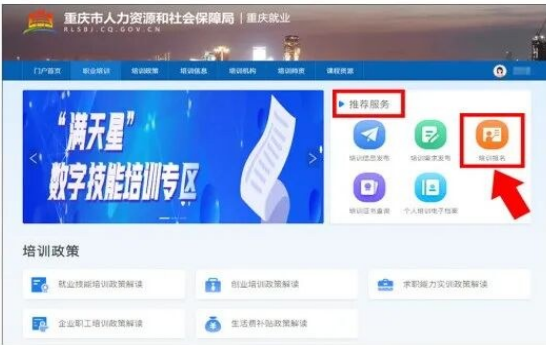 重庆市人力资源和社会保障局 | 重庆就业
RLSBJ.CQ.GOV.CN
门户首页 职业培训 培训政策 培训信息 培训机构 培训师资 课程资源
“满天星”
数字技能培训专区
推荐服务
培训信息发布 培训需求发布 培训报名
培训证书查询 个人培训电子档案
培训政策
就业技能培训政策解读 创业培训政策解读 求职能力实训政策解读
企业职工培训政策解读 生活费补贴政策解读